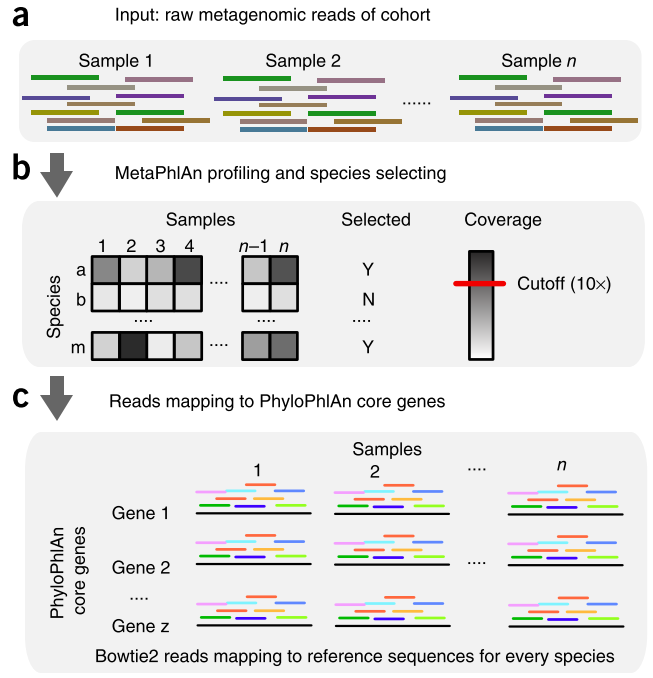 a
Input: raw metagenomic reads of cohort
Sample 1 Sample 2 Sample n
......
b
MetaPhlAn profiling and species selecting
Samples Selected Coverage
1 2 3 4 n–1 n
a .... Y
Cutoff (10×)
b N
.... .... ....
m .... Y
Species
c
Reads mapping to PhyloPhlAn core genes
Samples
1 2 .... n
Gene 1
Gene 2 ....
....
Gene z
PhyloPhlAn
core genes
Bowtie2 reads mapping to reference sequences for every species